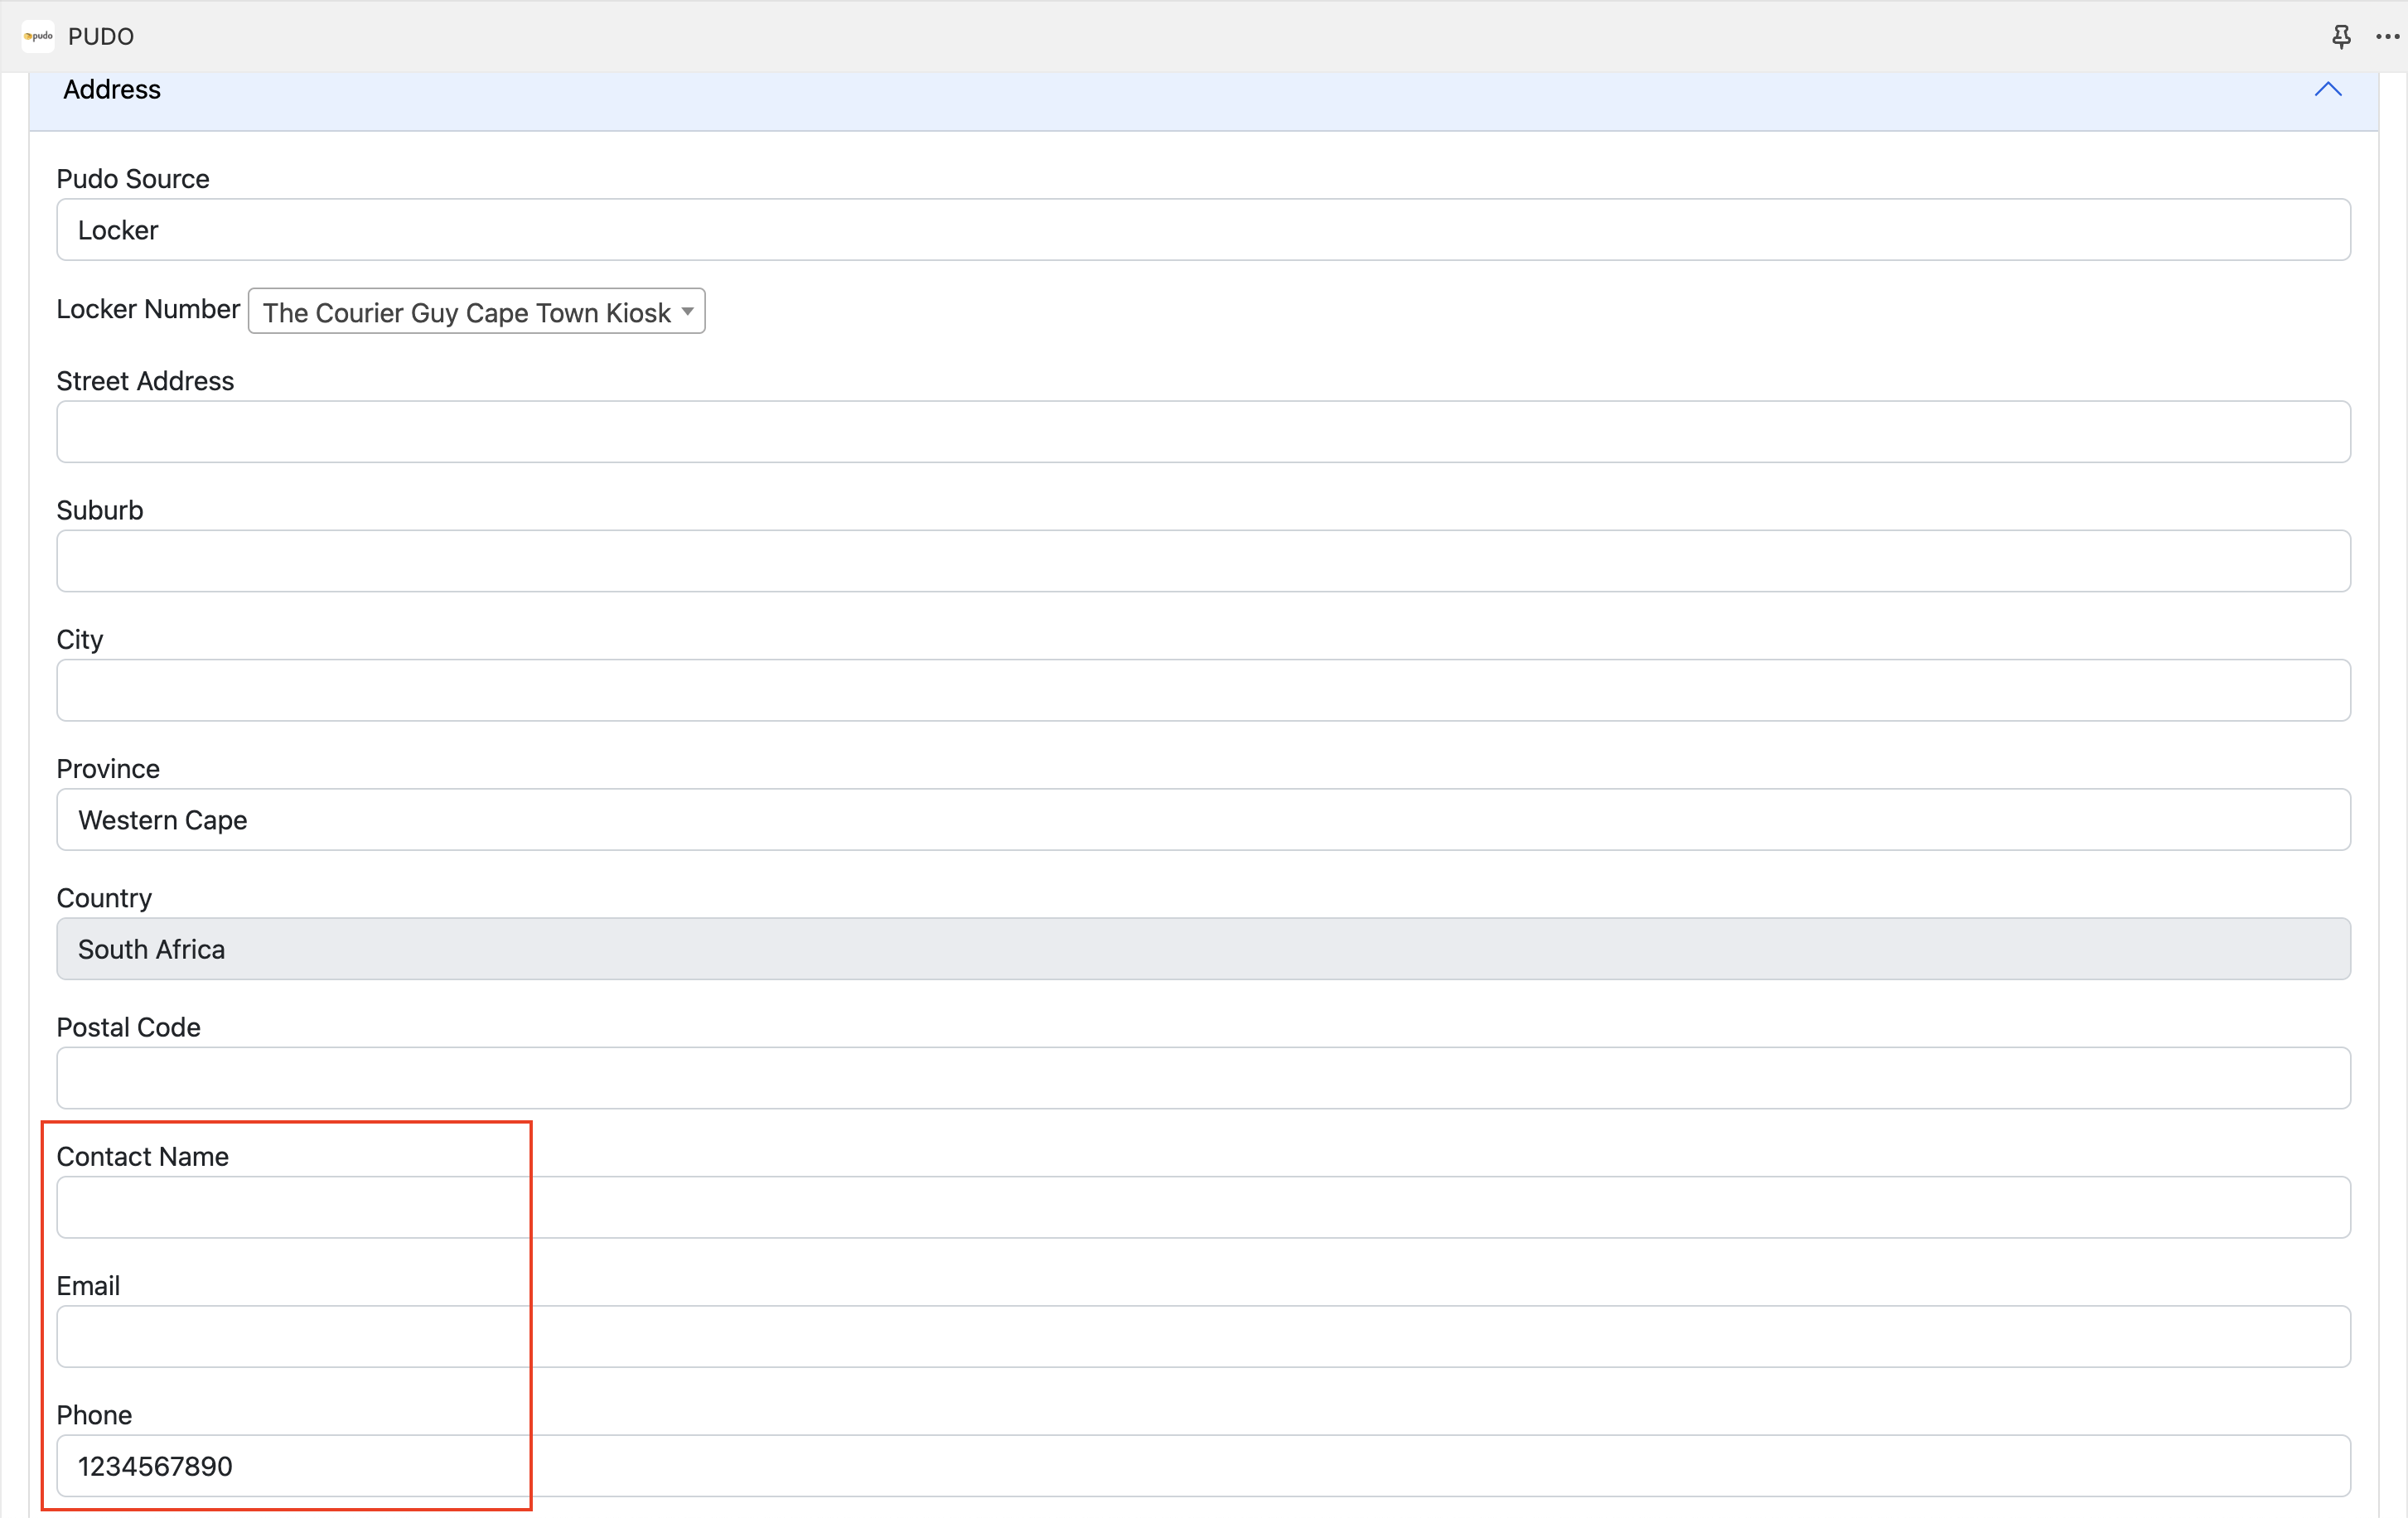 pudo PUDO
Address
Pudo Source
Locker
Locker Number The Courier Guy Cape Town Kiosk
Street Address
Suburb
City
Province
Western Cape
Country
South Africa
Postal Code
Contact Name
Email
Phone
1234567890